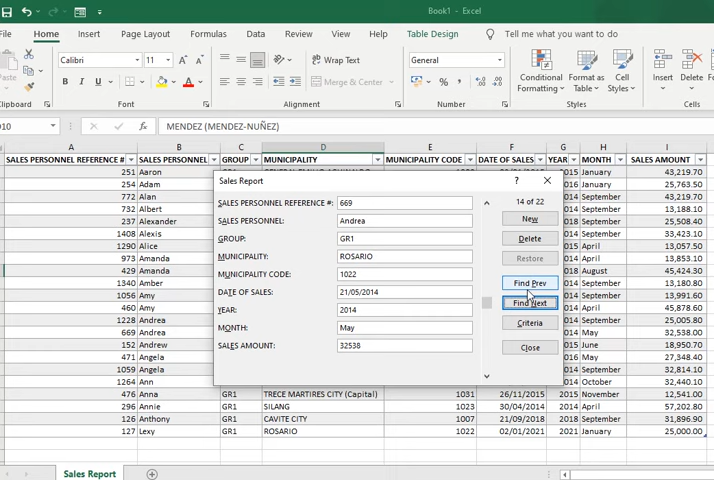 Book1 - Excel
File Home Insert Page Layout Formulas Data Review View Help Table Design Tell me what you want to do
Calibri 11 Wrap Text General Conditional Format as Cell Insert Delete
Paste B I U A Merge & Center % , Formatting Table Styles
Clipboard Font Alignment Number Styles Cells
fx MENDEZ (MENDEZ-NUÑEZ)
A B C D E F G H I
SALES PERSONNEL REFERENCE # SALES PERSONNEL GROUP MUNICIPALITY MUNICIPALITY CODE DATE OF SALES YEAR MONTH SALES AMOUNT
251 Aaron January 43,219.70
254 Adam January 25,763.50
772 Alan September 43,219.70
732 Albert September 13,188.10
237 Alexander September 25,508.40
1408 Alexis September 33,423.10
1290 Alice April 13,057.50
973 Amanda April 13,853.10
429 Amanda August 45,424.30
1340 Amber September 13,180.80
1056 Amy September 13,991.60
460 Amy April 45,878.60
1228 Andrea September 25,005.80
669 Andrea May 32,538.00
152 Andrew June 18,950.70
471 Angela May 27,348.40
1059 Angela September 32,814.10
1264 Ann October 32,440.10
476 Anna GR1 TRECE MARTIRES CITY (Capital) 1031 26/11/2015 2015 November 12,541.00
296 Annie GR1 SILANG 1023 30/04/2014 2014 April 57,202.80
126 Anthony GR1 CAVITE CITY 1007 21/09/2018 2018 September 31,896.90
127 Lexy GR1 ROSARIO 1022 02/01/2021 2021 January 25,000.00
Sales Report ? ×
SALES PERSONNEL REFERENCE #: 669
SALES PERSONNEL: Andrea
GROUP: GR1
MUNICIPALITY: ROSARIO
MUNICIPALITY CODE: 1022
DATE OF SALES: 21/05/2014
YEAR: 2014
MONTH: May
SALES AMOUNT: 32538
14 of 22
New
Delete
Restore
Find Prev
Find Next
Criteria
Close
Sales Report